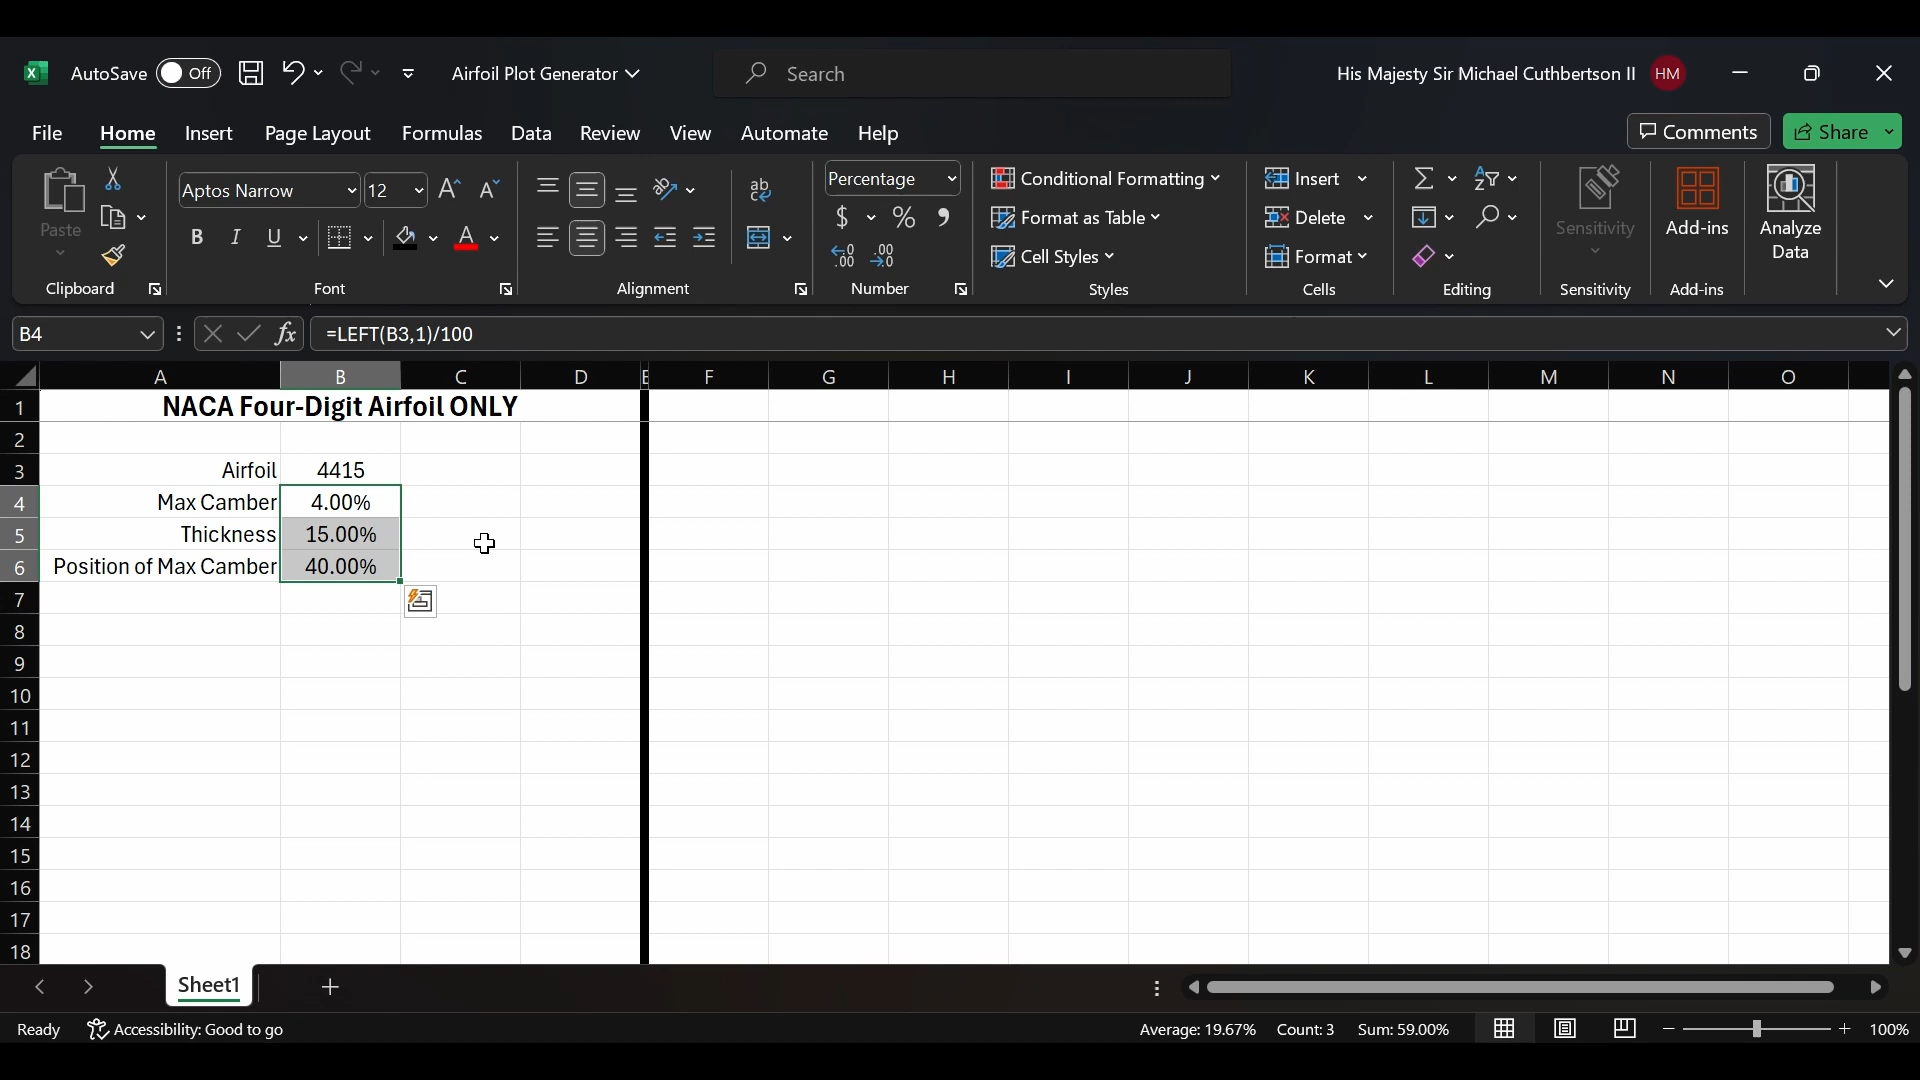 AutoSave Off Airfoil Plot Generator Search His Majesty Sir Michael Cuthbertson II HM
File Home Insert Page Layout Formulas Data Review View Automate Help Comments Share
Paste Aptos Narrow 12 Percentage Conditional Formatting Insert Sensitivity Add-ins Analyze Data
B I U A ab c $ % 9 Format as Table Delete
.00 .00 Cell Styles Format
Clipboard Font Alignment Number Styles Cells Editing Sensitivity Add-ins
B4 fx =LEFT(B3,1)/100
A B C D E F G H I J K L M N O
1 NACA Four-Digit Airfoil ONLY
2
3 Airfoil 4415
4 Max Camber 4.00%
5 Thickness 15.00%
6 Position of Max Camber 40.00%
7
8
9
10
11
12
13
14
15
16
17
18
Sheet1
Ready Accessibility: Good to go Average: 19.67% Count: 3 Sum: 59.00% 100%